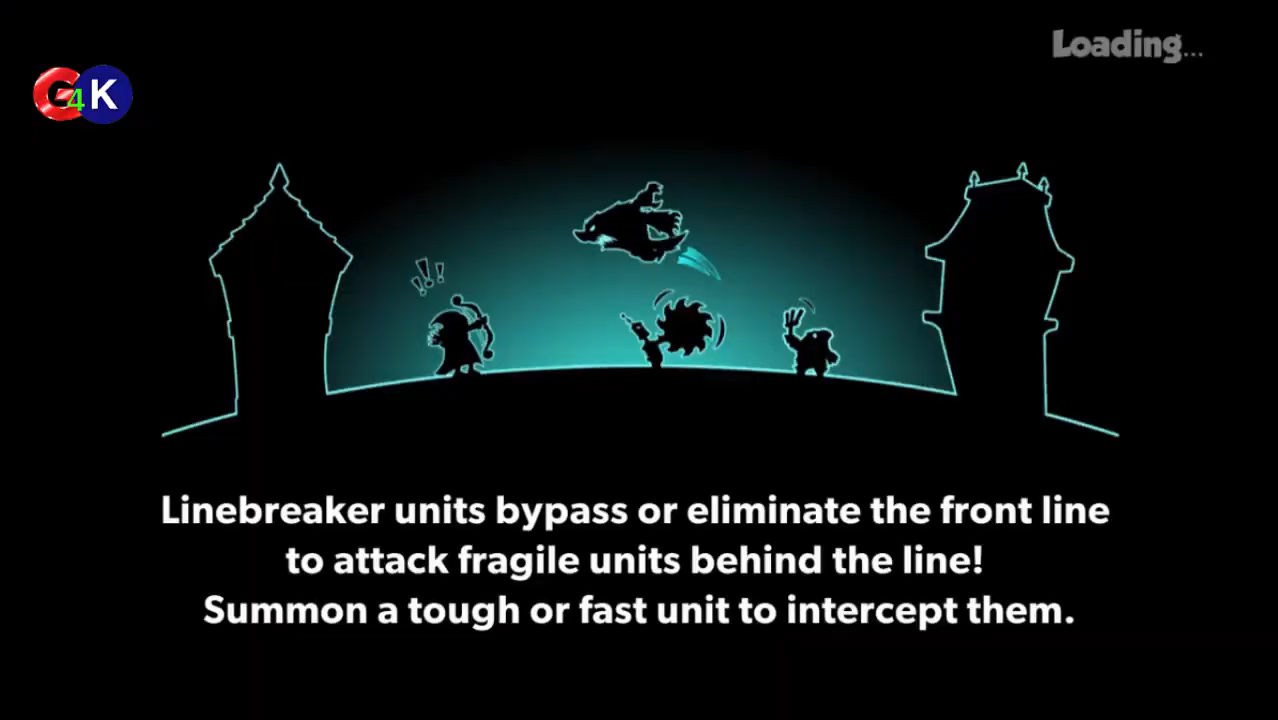 Loading...
G4K
!!!
Linebreaker units bypass or eliminate the front line
to attack fragile units behind the line!
Summon a tough or fast unit to intercept them.